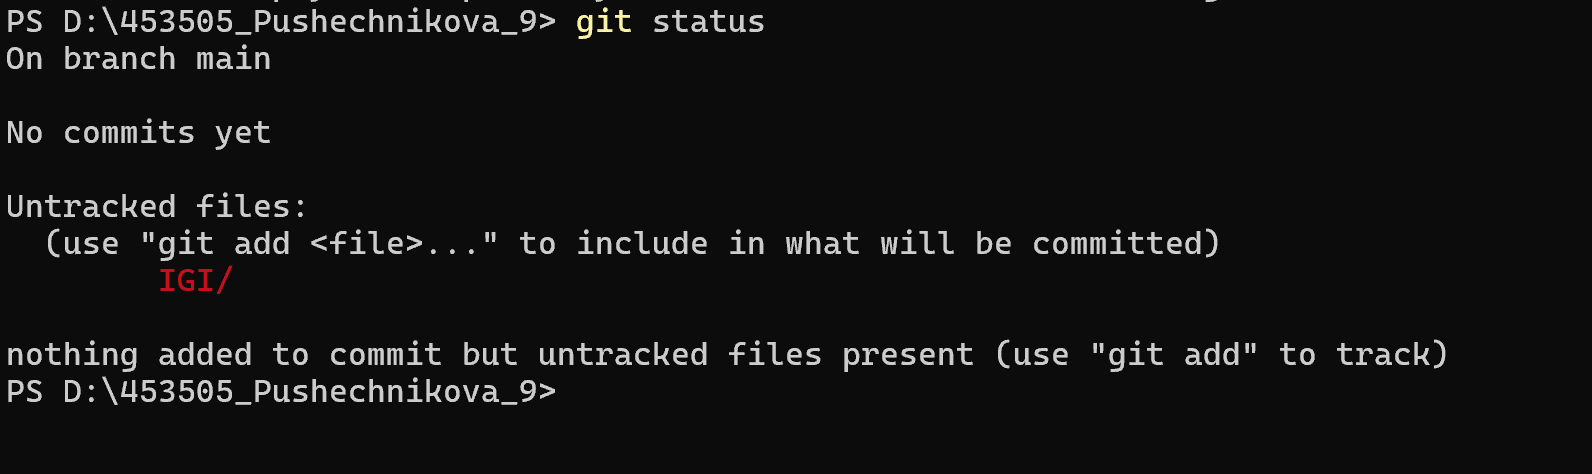 PS D:\453505_Pushechnikova_9> git status
On branch main
No commits yet
Untracked files:
(use "git add <file>..." to include in what will be committed)
IGI/
nothing added to commit but untracked files present (use "git add" to track)
PS D:\453505_Pushechnikova_9>